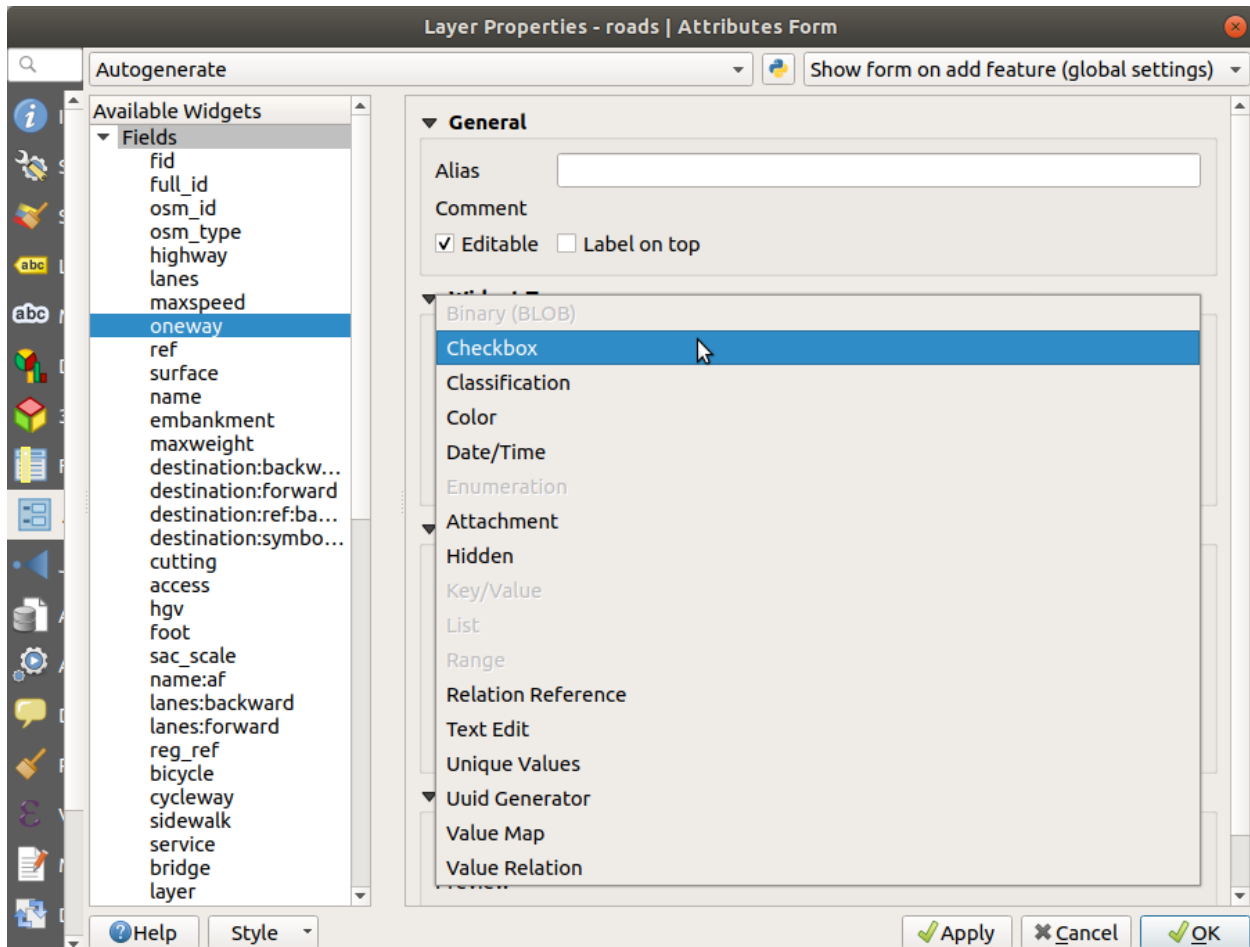 Layer Properties - roads | Attributes Form
Autogenerate
Show form on add feature (global settings)
Available Widgets
Fields
fid
full_id
osm_id
osm_type
highway
lanes
maxspeed
oneway
ref
surface
name
embankment
maxweight
destination:backw...
destination:forward
destination:ref:ba...
destination:symbo...
cutting
access
hgv
foot
sac_scale
name:af
lanes:backward
lanes:forward
reg_ref
bicycle
cycleway
sidewalk
service
bridge
layer
General
Alias
Comment
Editable Label on top
Binary (BLOB)
Checkbox
Classification
Color
Date/Time
Enumeration
Attachment
Hidden
Key/Value
List
Range
Relation Reference
Text Edit
Unique Values
Uuid Generator
Value Map
Value Relation
abc
abc
Help
Style
Apply
Cancel
OK